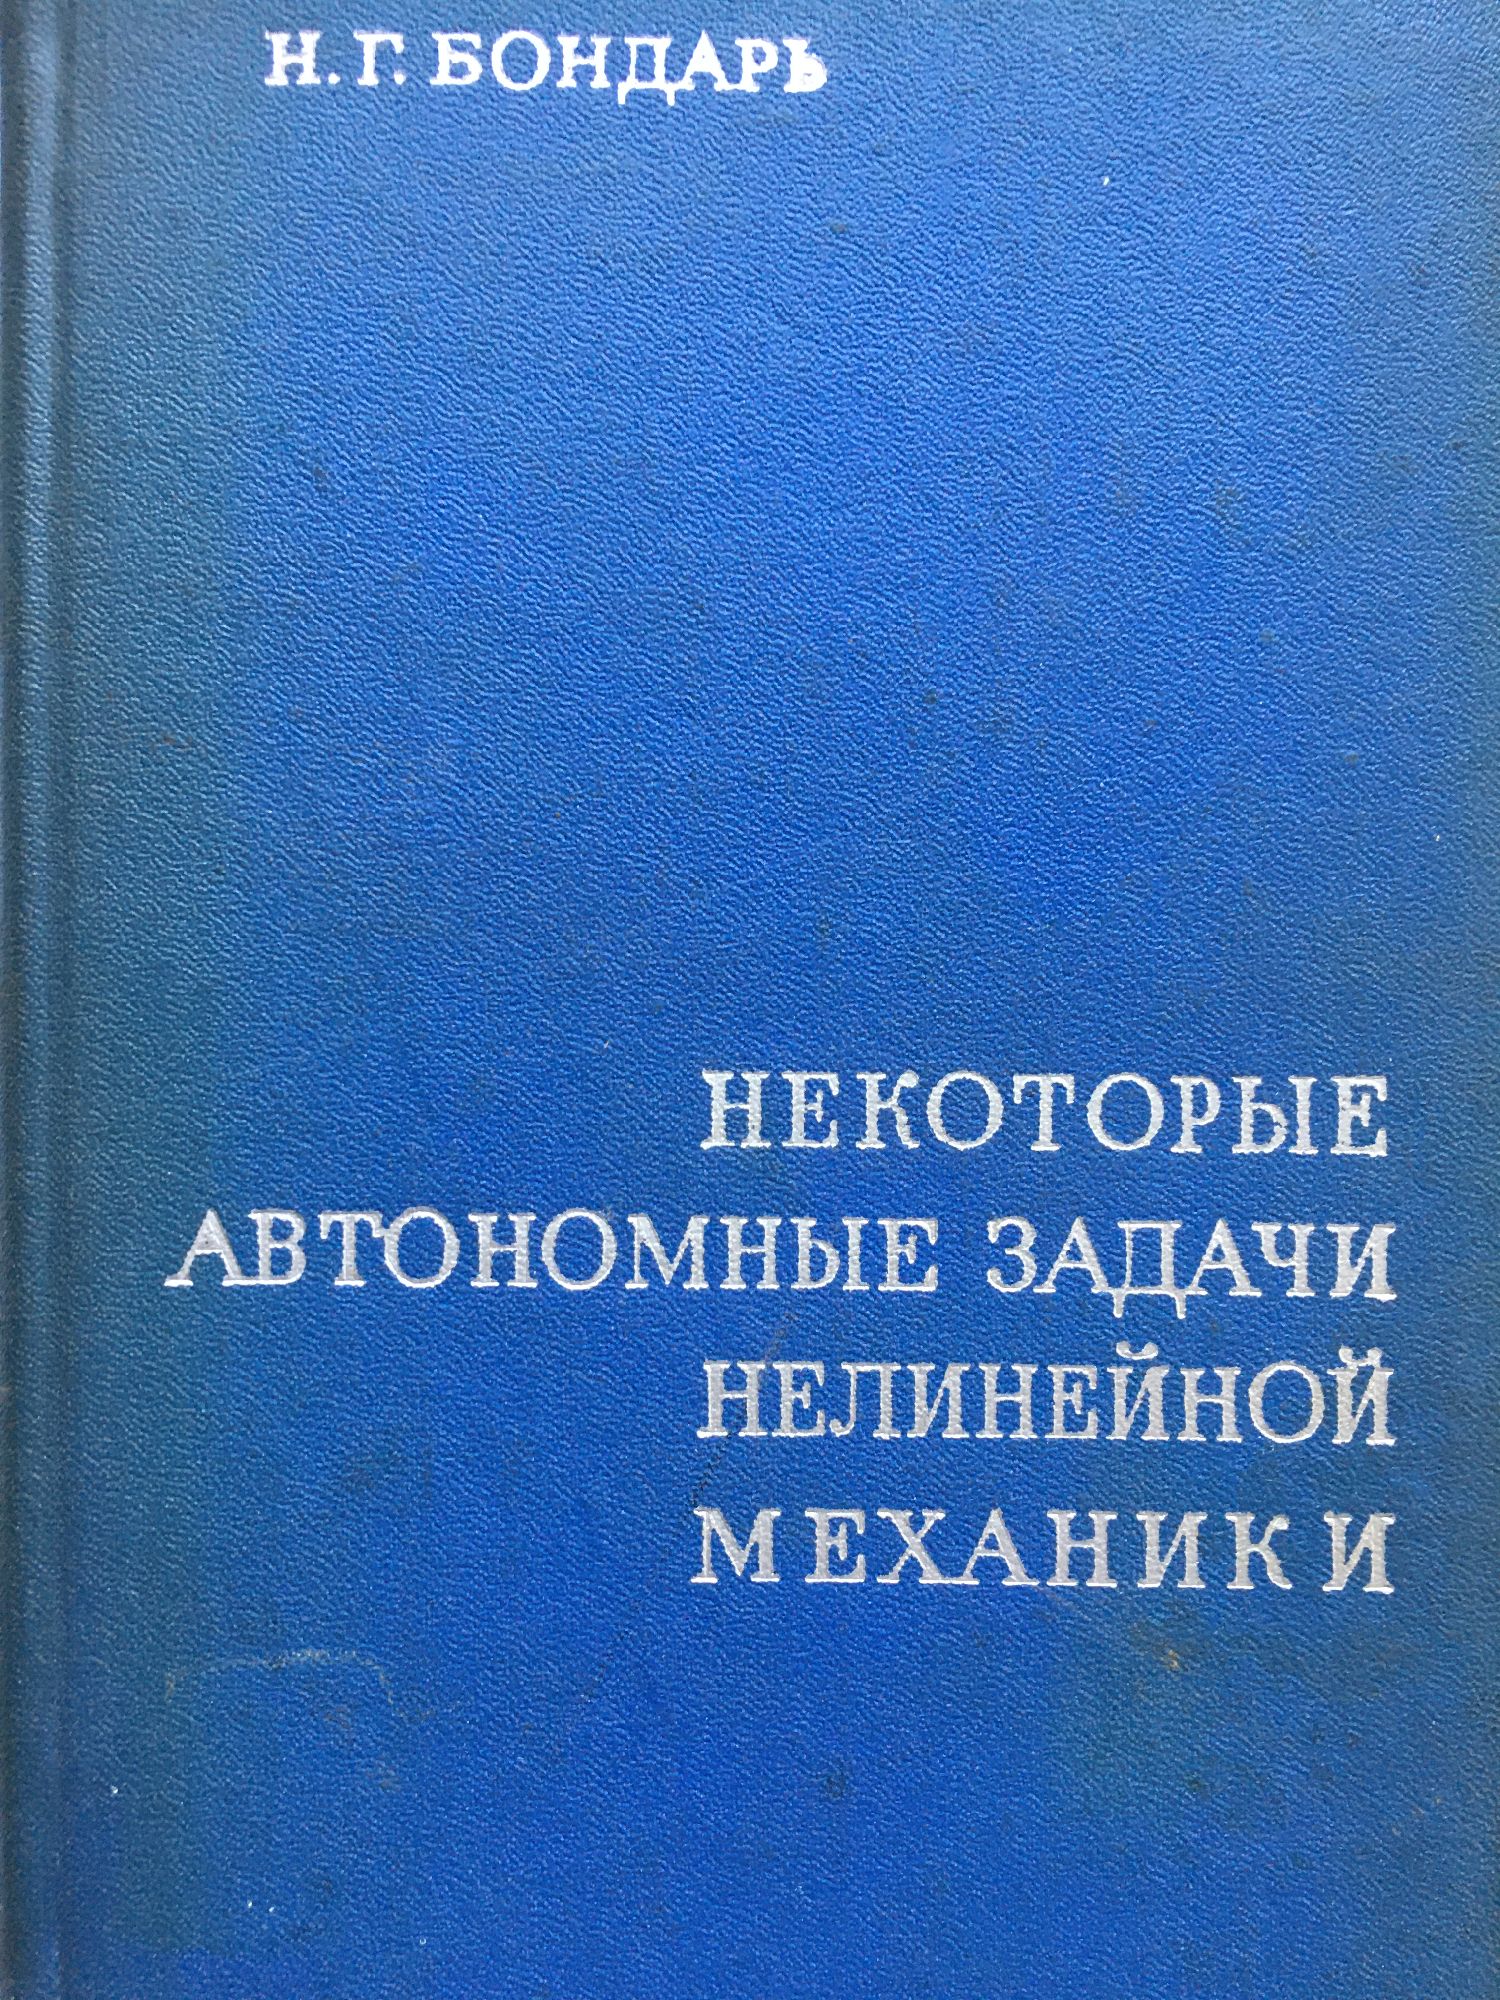 Н. Г. БОНДАРЬ
НЕКОТОРЫЕ
АВТОНОМНЫЕ ЗАДАЧИ
НЕЛИНЕЙНОЙ
МЕХАНИКИ